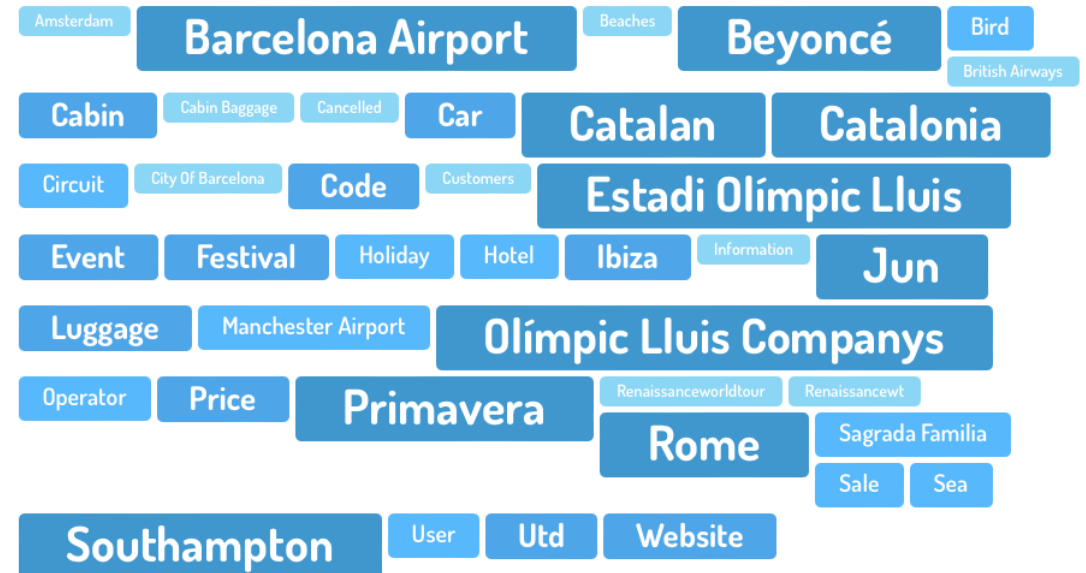 Amsterdam Barcelona Airport Beaches Beyoncé Bird
British Airways
Cabin Cabin Baggage Cancelled Car Catalan Catalonia
Circuit City Of Barcelona Code Customers Estadi Olímpic Lluis
Event Festival Holiday Hotel Ibiza Information Jun
Luggage Manchester Airport Olímpic Lluis Companys
Operator Price Primavera Renaissanceworldtour Renaissancewt
Rome Sagrada Familia
Sale Sea
Southampton User Utd Website